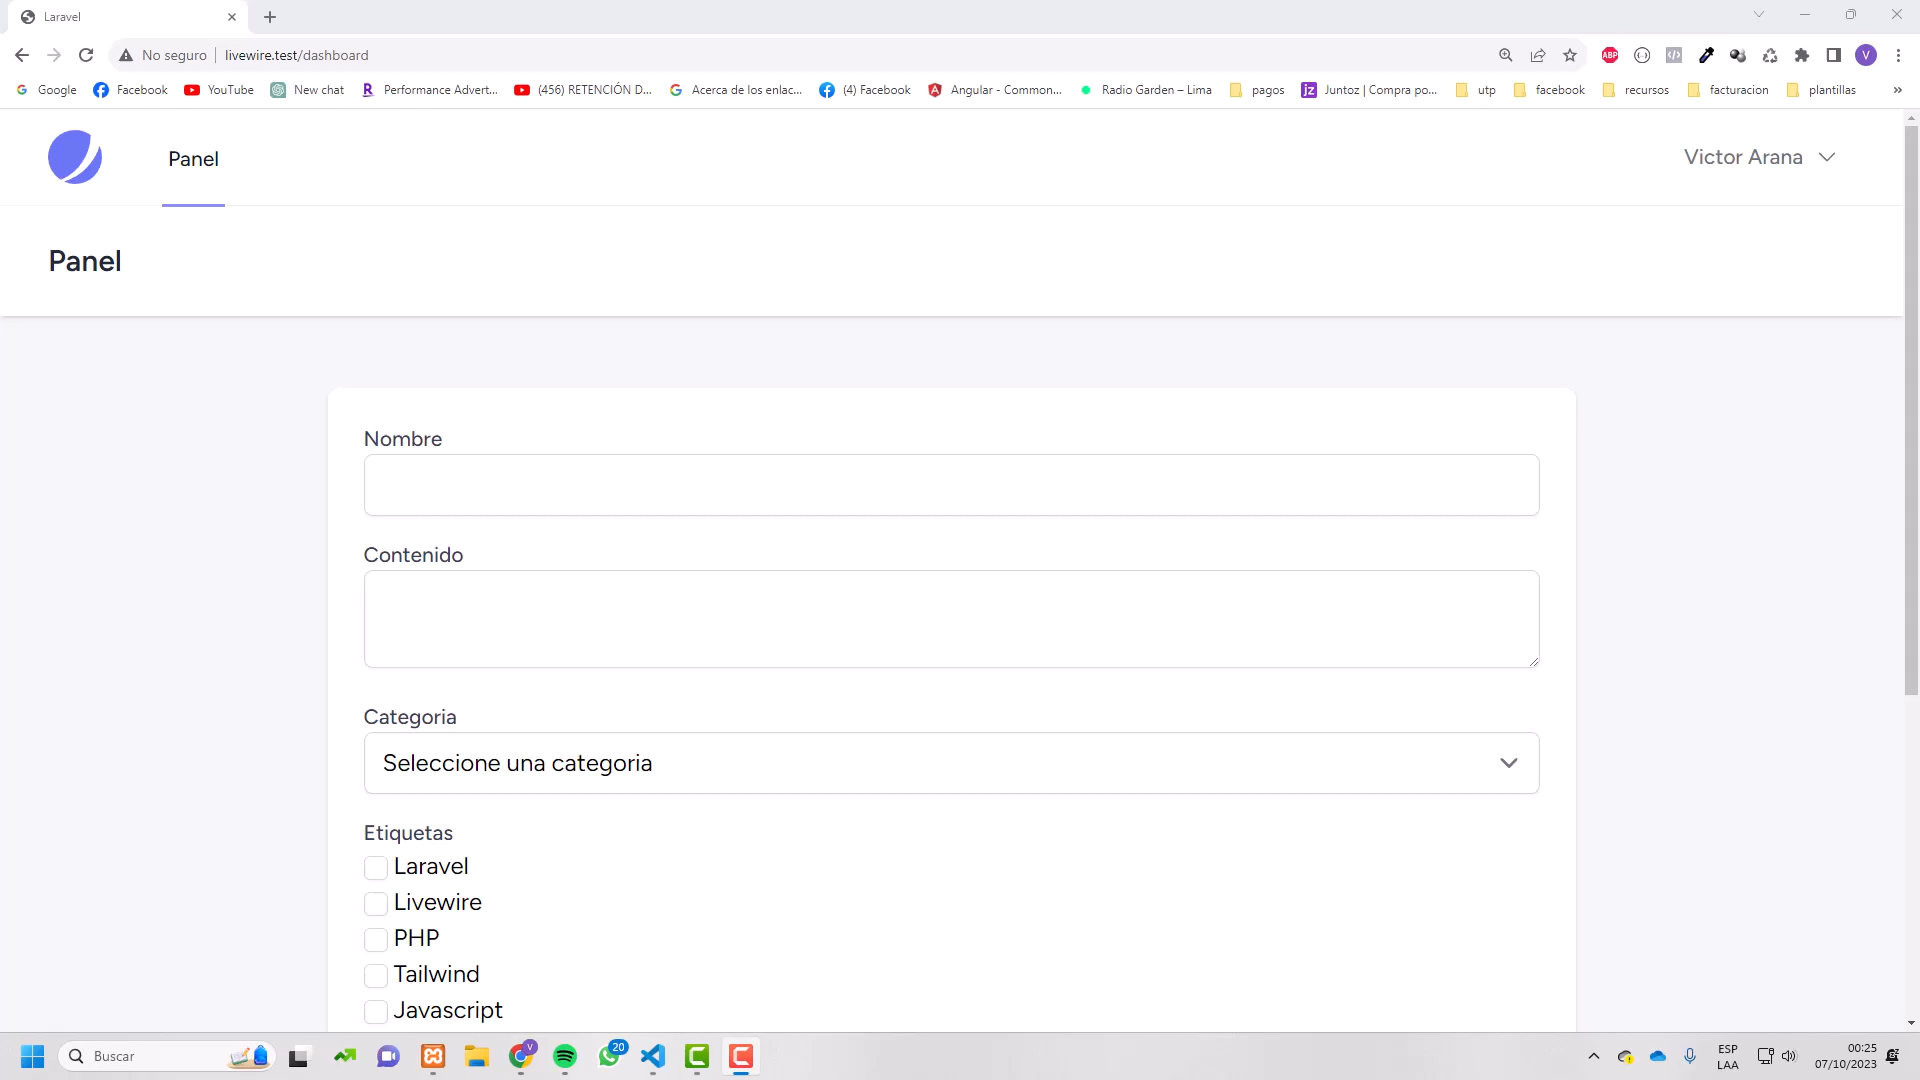 Laravel
No seguro
livewire.test/dashboard
ABP
V
Google
Facebook
YouTube
New chat
Performance Advert...
(456) RETENCIÓN D...
Acerca de los enlac...
(4) Facebook
Angular - Common...
Radio Garden – Lima
pagos
jz
Juntoz | Compra po...
utp
facebook
recursos
facturacion
plantillas
»
Panel
Victor Arana
Panel
Nombre
Contenido
Categoria
Seleccione una categoria
Etiquetas
Laravel
Livewire
PHP
Tailwind
Javascript
Buscar
V
20
ESP
LAA
00:25
07/10/2023